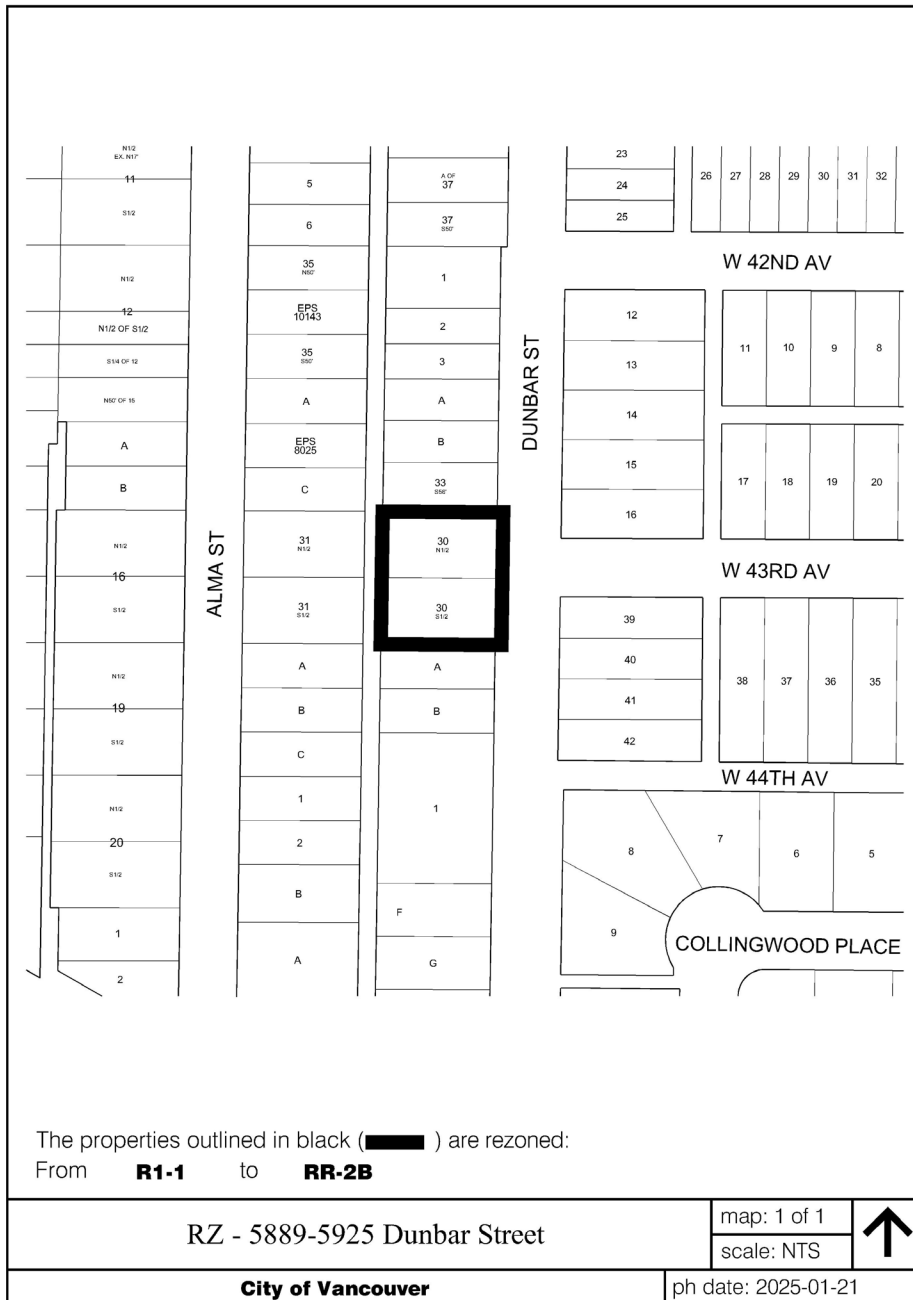 N1/2
EX. N17'
11
S1/2
N1/2
12
N1/2 OF S1/2
S1/4 OF 12
N50' OF 15
A
B
N1/2
16
S1/2
N1/2
19
S1/2
N1/2
20
S1/2
1
2
ALMA ST
5
6
35
N50'
EPS
10143
35
S50'
A
EPS
8025
C
31
N1/2
31
S1/2
A
B
C
1
2
B
A
A OF
37
37
S50'
1
2
3
A
B
33
S56'
30
N1/2
30
S1/2
A
B
1
F
G
DUNBAR ST
23
24
25
26 27 28 29 30 31 32
W 42ND AV
12
13
14
15
16
11 10 9 8
17 18 19 20
W 43RD AV
39
40
41
42
38 37 36 35
W 44TH AV
8 7 6 5
9
COLLINGWOOD PLACE
The properties outlined in black ( ) are rezoned:
From R1-1 to RR-2B
RZ - 5889-5925 Dunbar Street
map: 1 of 1
scale: NTS
City of Vancouver
ph date: 2025-01-21